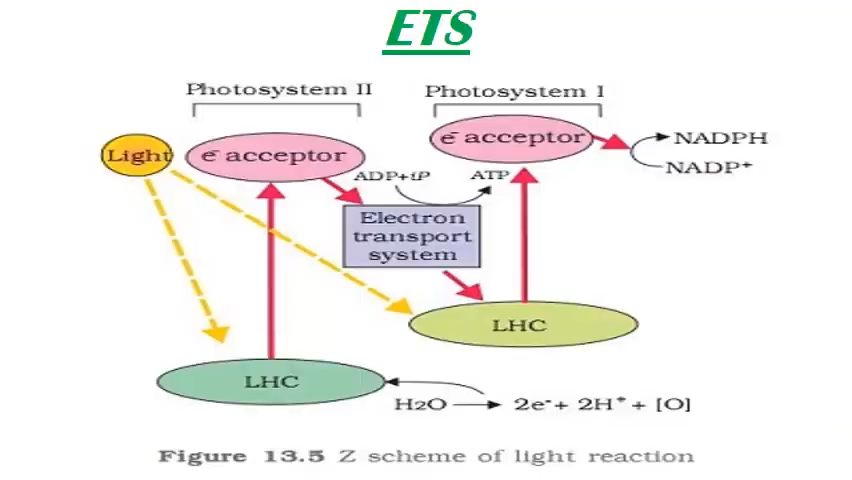 ETS
Photosystem II
Photosystem I
Light
e⁻ acceptor
e⁻ acceptor
NADPH
NADP⁺
ADP+iP
ATP
Electron
transport
system
LHC
LHC
H2O → 2e⁻ + 2H⁺ + [O]
Figure 13.5 Z scheme of light reaction